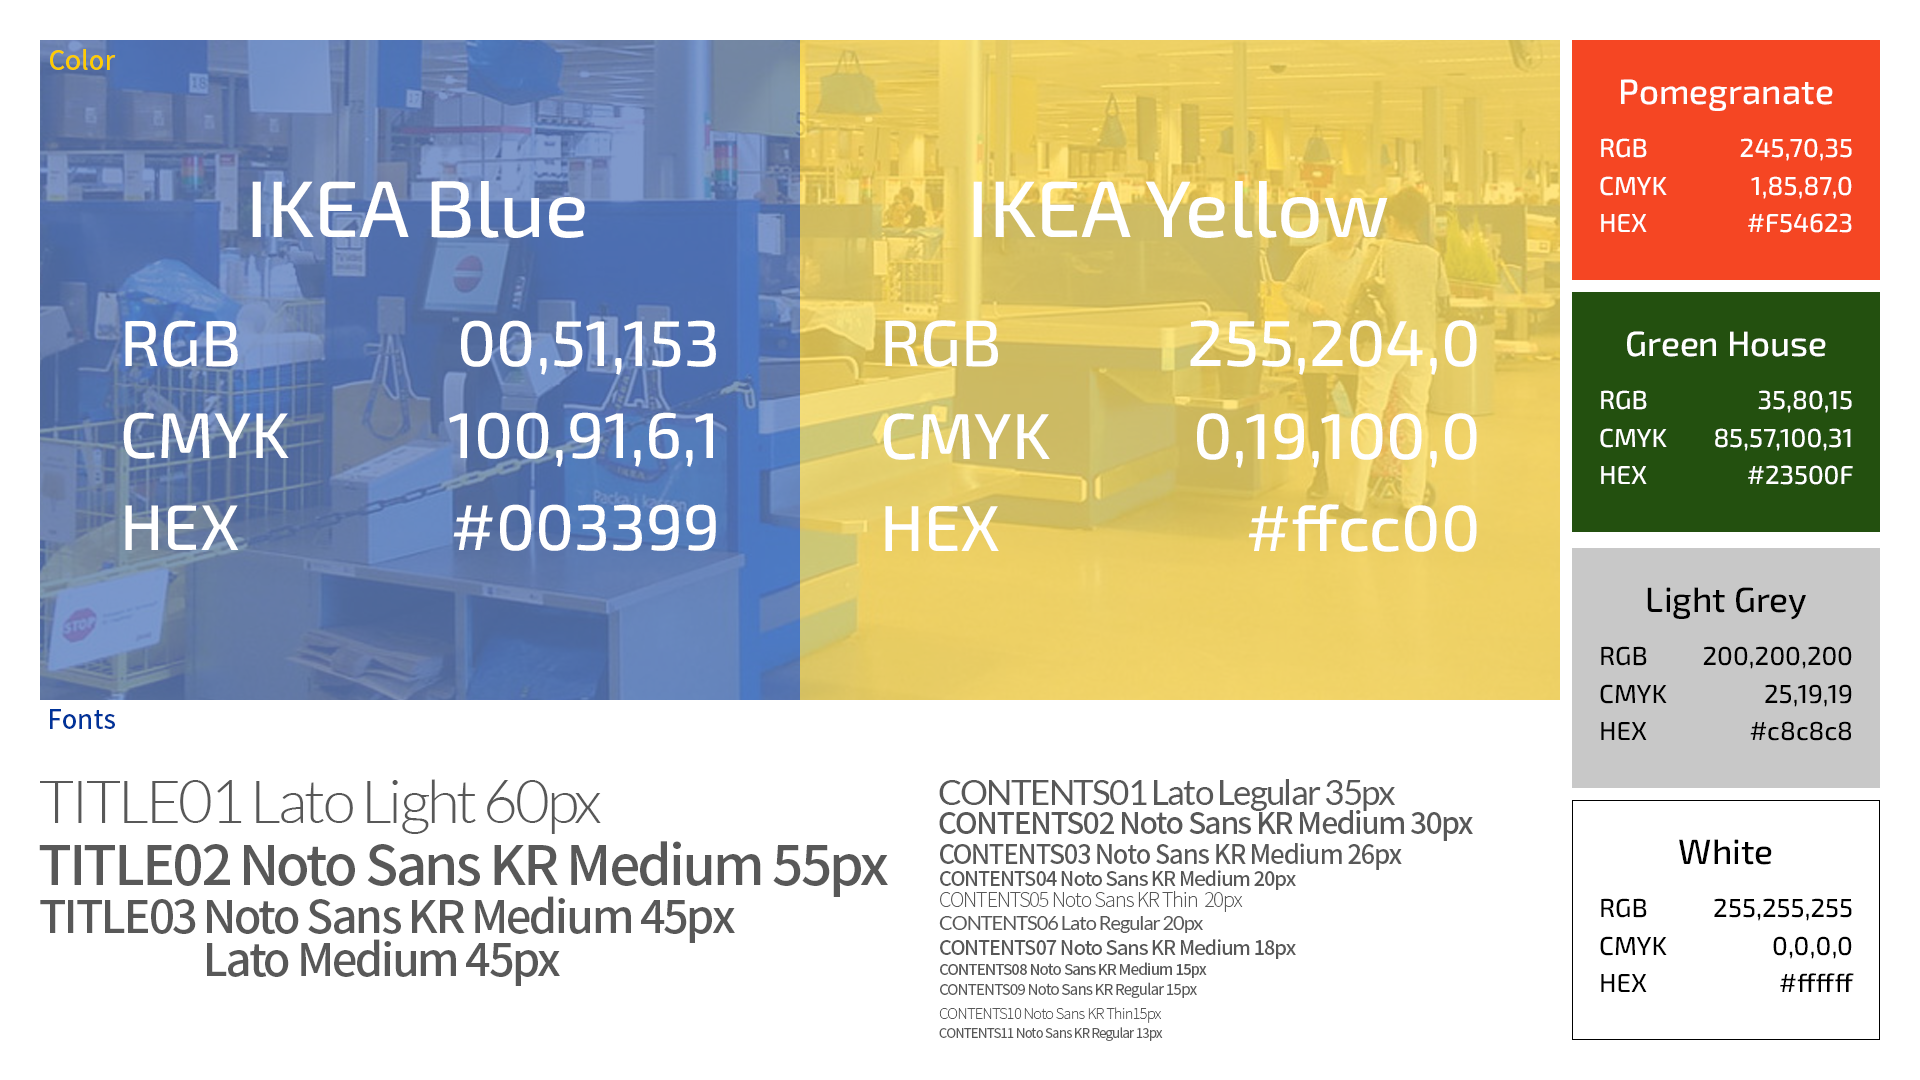 Color
IKEA Blue
RGB 00,51,153
CMYK 100,91,6,1
HEX #003399
18
17
STOP
IKEA Yellow
RGB 255,204,0
CMYK 0,19,100,0
HEX #ffcc00
Pomegranate
RGB 245,70,35
CMYK 1,85,87,0
HEX #F54623
Green House
RGB 35,80,15
CMYK 85,57,100,31
HEX #23500F
Light Grey
RGB 200,200,200
CMYK 25,19,19
HEX #c8c8c8
White
RGB 255,255,255
CMYK 0,0,0,0
HEX #ffffff
Fonts
TITLE01 Lato Light 60px
TITLE02 Noto Sans KR Medium 55px
TITLE03 Noto Sans KR Medium 45px
Lato Medium 45px
CONTENTS01 Lato Legular 35px
CONTENTS02 Noto Sans KR Medium 30px
CONTENTS03 Noto Sans KR Medium 26px
CONTENTS04 Noto Sans KR Medium 20px
CONTENTS05 Noto Sans KR Thin 20px
CONTENTS06 Lato Regular 20px
CONTENTS07 Noto Sans KR Medium 18px
CONTENTS08 Noto Sans KR Medium 15px
CONTENTS09 Noto Sans KR Regular 15px
CONTENTS10 Noto Sans KR Thin15px
CONTENTS11 Noto Sans KR Regular 13px